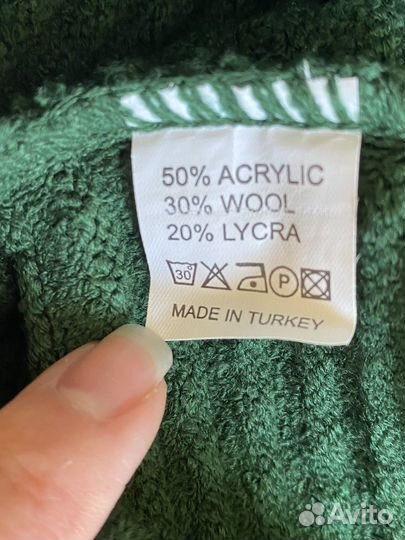 50% ACRYLIC
30% WOOL
20% LYCRA
30°
P
MADE IN TURKEY
Avito